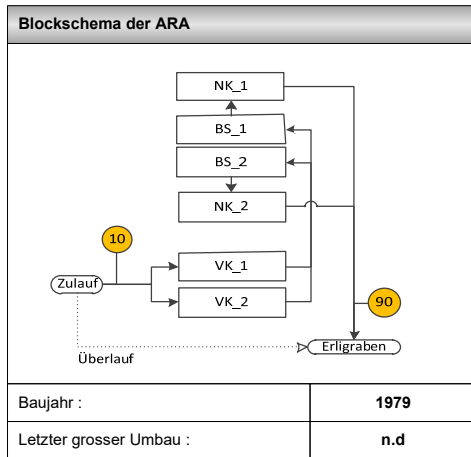 Blockschema der ARA
NK_1
BS_1
BS_2
NK_2
10
VK_1
Zulauf
VK_2
90
Überlauf
Erligraben
Baujahr : 1979
Letzter grosser Umbau : n.d